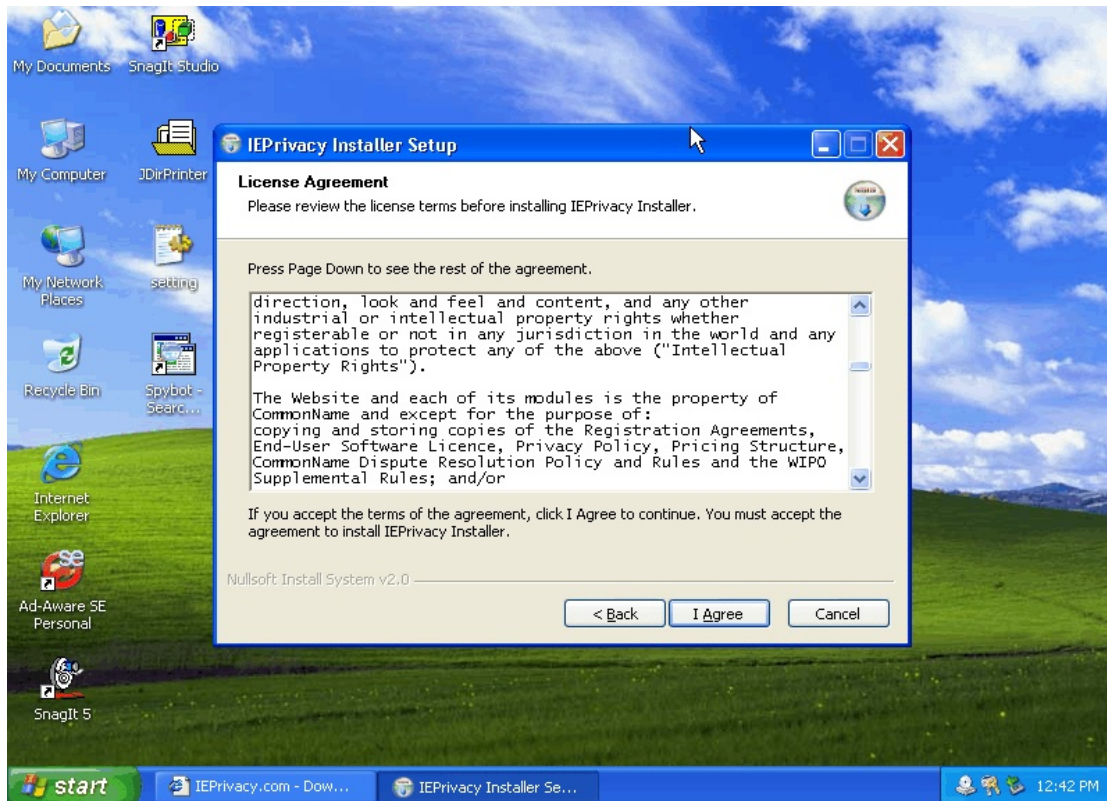 My Documents
SnagIt Studio
My Computer
JDirPrinter
My Network
Places
setting
Recycle Bin
Spybot -
Searc...
Internet
Explorer
Ad-Aware SE
Personal
SnagIt 5
IEPrivacy Installer Setup
License Agreement
Please review the license terms before installing IEPrivacy Installer.
Press Page Down to see the rest of the agreement.
direction, look and feel and content, and any other
industrial or intellectual property rights whether
registerable or not in any jurisdiction in the world and any
applications to protect any of the above ("Intellectual
Property Rights").
The Website and each of its modules is the property of
CommonName and except for the purpose of:
copying and storing copies of the Registration Agreements,
End-User Software Licence, Privacy Policy, Pricing Structure,
CommonName Dispute Resolution Policy and Rules and the WIPO
Supplemental Rules; and/or
If you accept the terms of the agreement, click I Agree to continue. You must accept the
agreement to install IEPrivacy Installer.
Nullsoft Install System v2.0
< Back
I Agree
Cancel
start
IEPrivacy.com - Dow...
IEPrivacy Installer Se...
12:42 PM